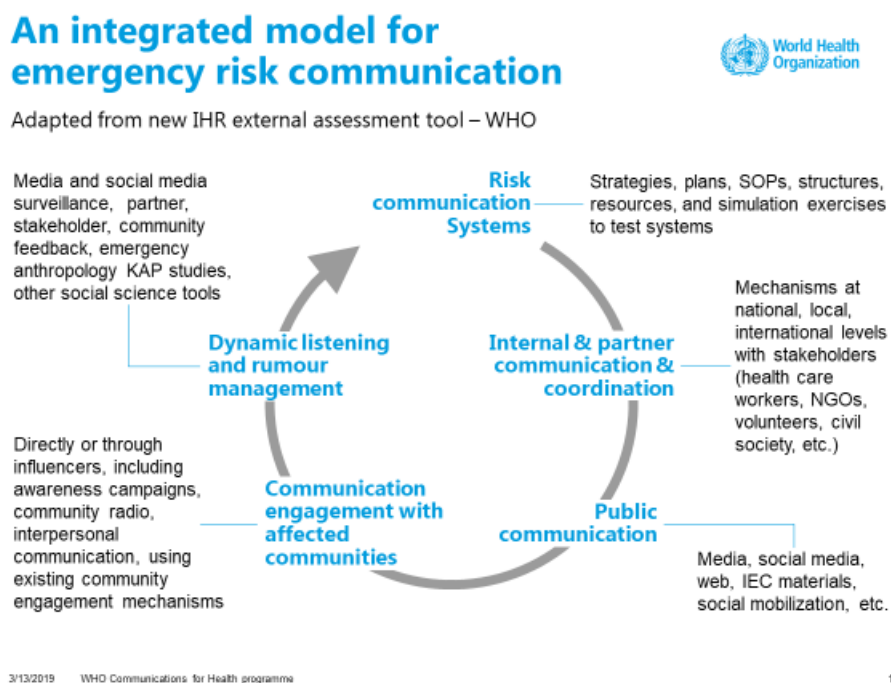 An integrated model for
emergency risk communication
World Health
Organization
Adapted from new IHR external assessment tool – WHO
Media and social media
surveillance, partner,
stakeholder, community
feedback, emergency
anthropology KAP studies,
other social science tools
Risk
communication
Systems
Strategies, plans, SOPs, structures,
resources, and simulation exercises
to test systems
Dynamic listening
and rumour
management
Internal & partner
communication &
coordination
Mechanisms at
national, local,
international levels
with stakeholders
(health care
workers, NGOs,
volunteers, civil
society, etc.)
Directly or through
influencers, including
awareness campaigns,
community radio,
interpersonal
communication, using
existing community
engagement mechanisms
Communication
engagement with
affected
communities
Public
communication
Media, social media,
web, IEC materials,
social mobilization, etc.
3/13/2019 WHO Communications for Health programme
1